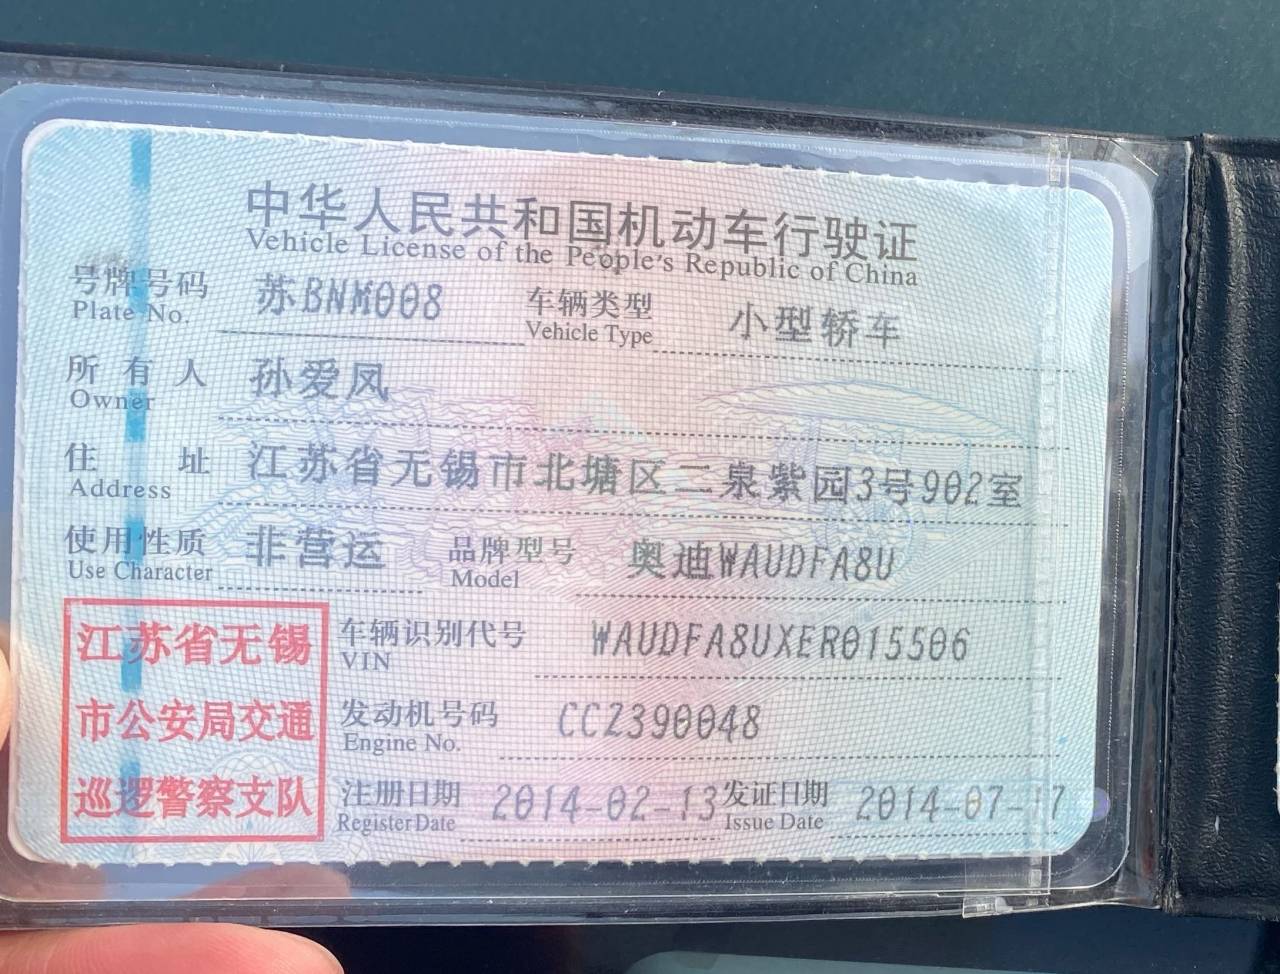 中华人民共和国机动车行驶证
Vehicle License of the People's Republic of China
号牌号码 苏BNM008 车辆类型 小型轿车
Plate No. Vehicle Type
所有人 孙爱凤
Owner
住址 江苏省无锡市北塘区二泉紫园3号902室
Address
使用性质 非营运 品牌型号 奥迪WAUDFA8U
Use Character Model
江苏省无锡
市公安局交通
巡逻警察支队
车辆识别代号 WAUDFA8UXER015506
VIN
发动机号码 CCZ390048
Engine No.
注册日期 2014-02-13 发证日期 2014-07-17
Register Date Issue Date